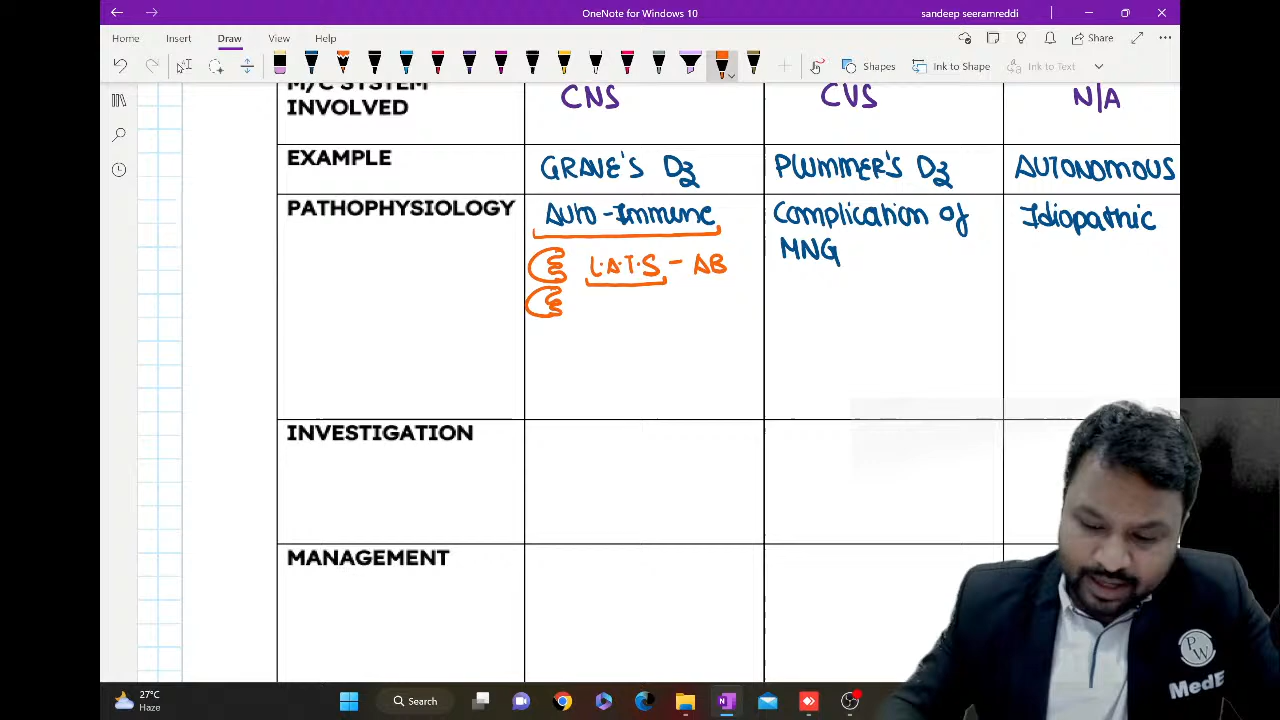 OneNote for Windows 10
sandeep seeramreddi
Home Insert Draw View Help
Share
Shapes Ink to Shape Ink to Text
M/C SYSTEM INVOLVED
CNS
CVS
N/A
EXAMPLE
GRAVE'S Dz
PLUMMER'S Dz
AUTONOMOUS
PATHOPHYSIOLOGY
Auto-Immune
L.A.T.S - AB
Complication of
MNG
Idiopathic
INVESTIGATION
MANAGEMENT
PW
MedE
27°C
Haze
Search